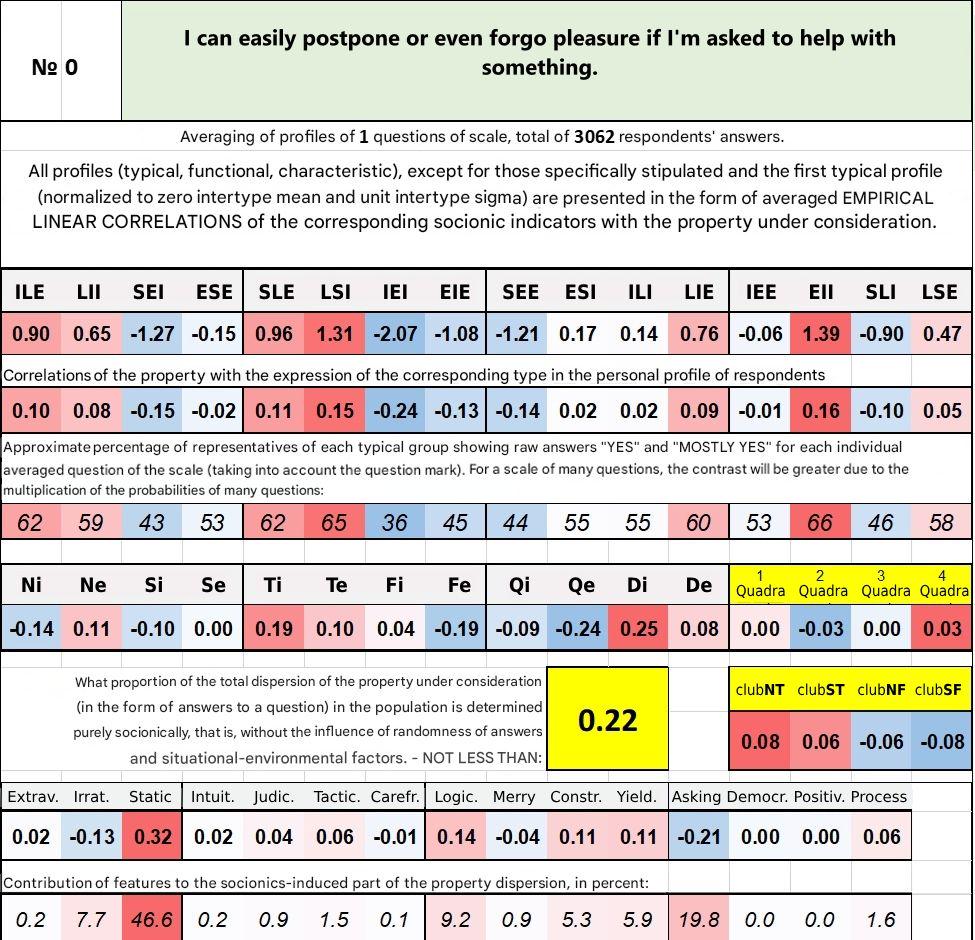 № 0
I can easily postpone or even forgo pleasure if I'm asked to help with
something.
Averaging of profiles of 1 questions of scale, total of 3062 respondents' answers.
All profiles (typical, functional, characteristic), except for those specifically stipulated and the first typical profile
(normalized to zero intertype mean and unit intertype sigma) are presented in the form of averaged EMPIRICAL
LINEAR CORRELATIONS of the corresponding socionic indicators with the property under consideration.
ILE LII SEI ESE SLE LSI IEI EIE SEE ESI ILI LIE IEE EII SLI LSE
0.90 0.65 -1.27 -0.15 0.96 1.31 -2.07 -1.08 -1.21 0.17 0.14 0.76 -0.06 1.39 -0.90 0.47
Correlations of the property with the expression of the corresponding type in the personal profile of respondents
0.10 0.08 -0.15 -0.02 0.11 0.15 -0.24 -0.13 -0.14 0.02 0.02 0.09 -0.01 0.16 -0.10 0.05
Approximate percentage of representatives of each typical group showing raw answers "YES" and "MOSTLY YES" for each individual
averaged question of the scale (taking into account the question mark). For a scale of many questions, the contrast will be greater due to the
multiplication of the probabilities of many questions:
62 59 43 53 62 65 36 45 44 55 55 60 53 66 46 58
Ni Ne Si Se Ti Te Fi Fe Qi Qe Di De 1 Quadra 2 Quadra 3 Quadra 4 Quadra
-0.14 0.11 -0.10 0.00 0.19 0.10 0.04 -0.19 -0.09 -0.24 0.25 0.08 0.00 -0.03 0.00 0.03
What proportion of the total dispersion of the property under consideration
(in the form of answers to a question) in the population is determined
purely socionically, that is, without the influence of randomness of answers
and situational-environmental factors. - NOT LESS THAN:
0.22
clubNT clubST clubNF clubSF
0.08 0.06 -0.06 -0.08
Extrav. Irrat. Static Intuit. Judic. Tactic. Carefr. Logic. Merry Constr. Yield. Asking Democr. Positiv. Process
0.02 -0.13 0.32 0.02 0.04 0.06 -0.01 0.14 -0.04 0.11 0.11 -0.21 0.00 0.00 0.06
Contribution of features to the socionics-induced part of the property dispersion, in percent:
0.2 7.7 46.6 0.2 0.9 1.5 0.1 9.2 0.9 5.3 5.9 19.8 0.0 0.0 1.6